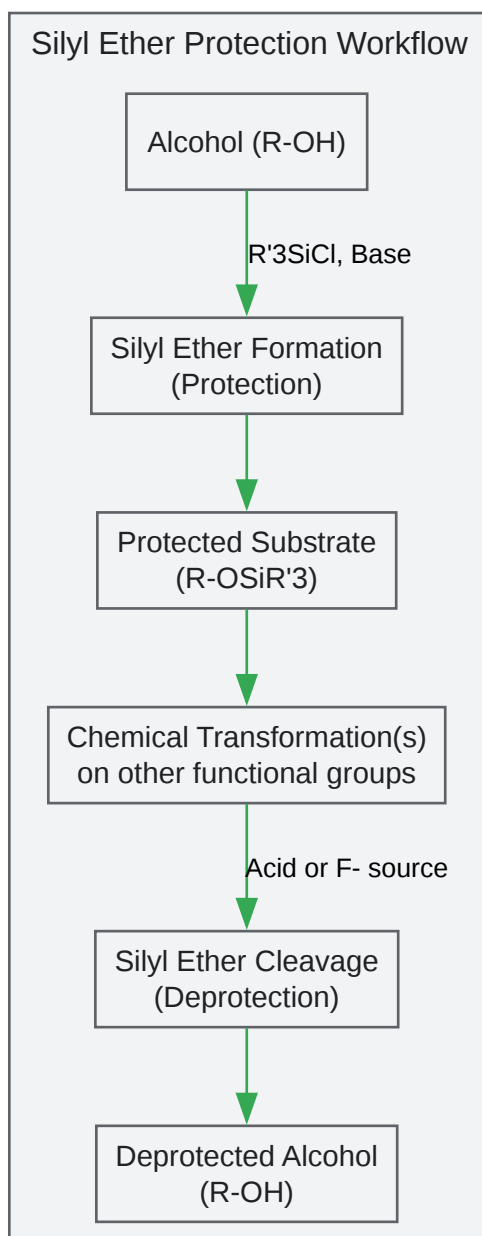 Silyl Ether Protection Workflow
Alcohol (R-OH)
R'3SiCl, Base
Silyl Ether Formation
(Protection)
Protected Substrate
(R-OSiR'3)
Chemical Transformation(s)
on other functional groups
Acid or F- source
Silyl Ether Cleavage
(Deprotection)
Deprotected Alcohol
(R-OH)